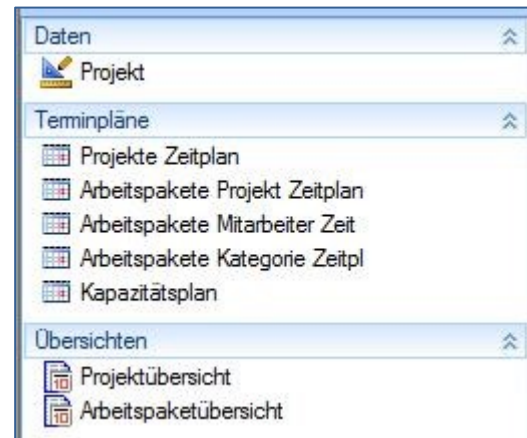 Daten
Projekt
Terminpläne
Projekte Zeitplan
Arbeitspakete Projekt Zeitplan
Arbeitspakete Mitarbeiter Zeit
Arbeitspakete Kategorie Zeitpl
Kapazitätsplan
Übersichten
Projektübersicht
Arbeitspaketübersicht